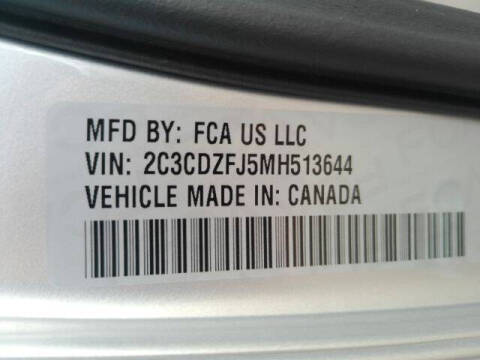 MFD BY: FCA US LLC
VIN: 2C3CDZFJ5MH513644
VEHICLE MADE IN: CANADA